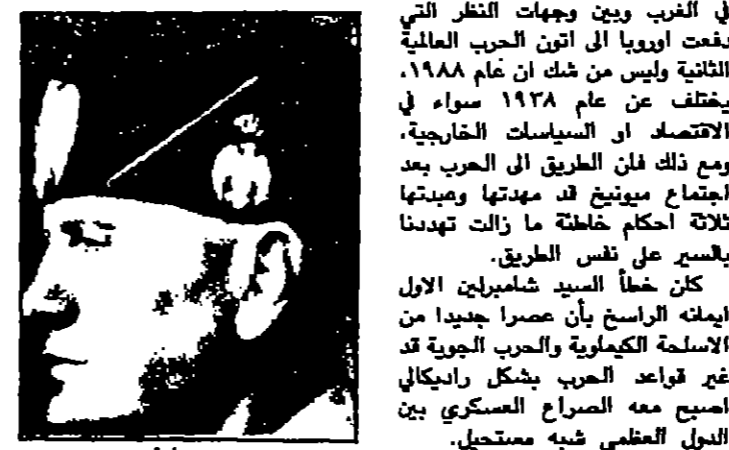 في الغرب وبين وجهات النظر التي
دفعت اوروبا الى اتون الحرب العالمية
الثانية وليس من شك ان عام ١٩٨٨،
يختلف عن عام ١٩٣٨ سواء في
الاقتصاد او السياسات الخارجية،
ومع ذلك فان الطريق الى الحرب بعد
اجتماع ميونيخ قد مهدتها وعبدتها
ثلاثة احكام خاطئة ما زالت تهددنا
بالسير على نفس الطريق.
كان خطأ السيد شامبرلين الاول
ايمانه الراسخ بأن عصرا جديدا من
الاسلحة الكيماوية والحرب الجوية قد
غير قواعد الحرب بشكل راديكالي
اصبح معه الصراع العسكري بين
الدول العظمى شبه مستحيل.